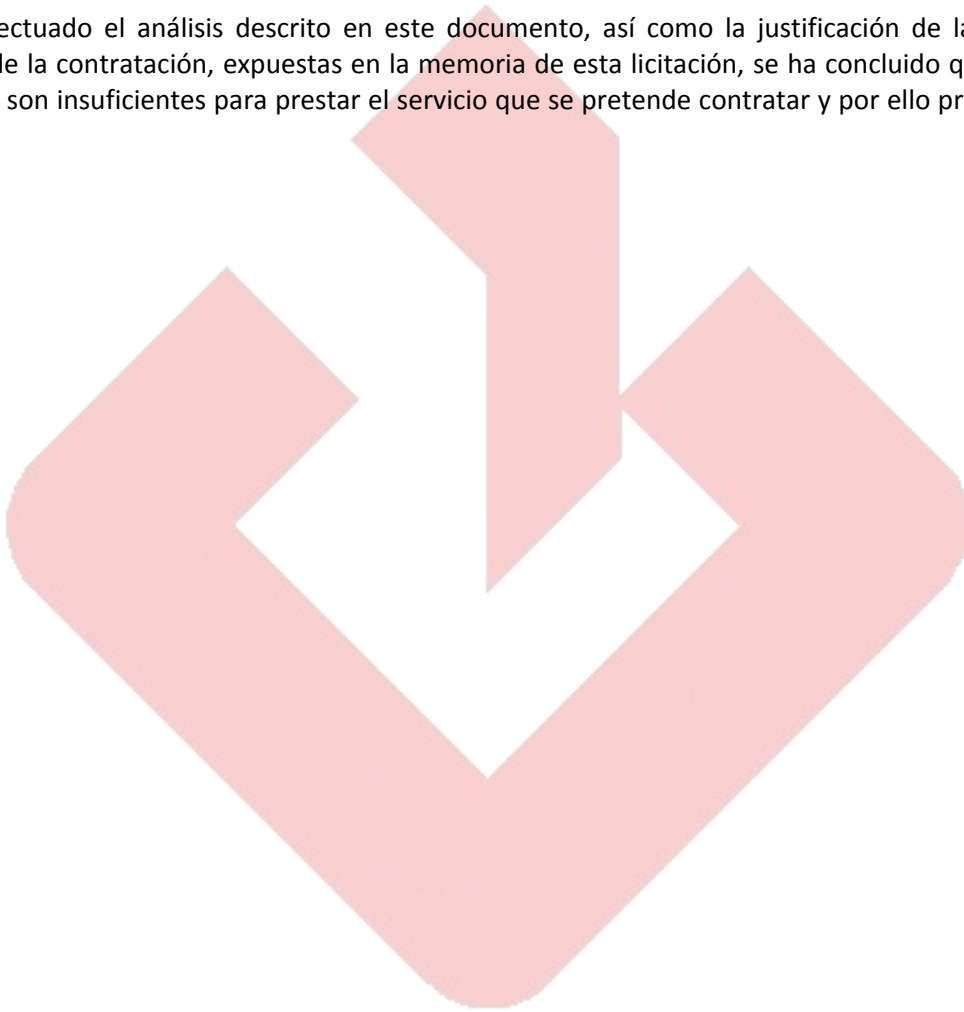 ectuado el análisis descrito en este documento, así como la justificación de la
de la contratación, expuestas en la memoria de esta licitación, se ha concluido q
son insuficientes para prestar el servicio que se pretende contratar y por ello pr